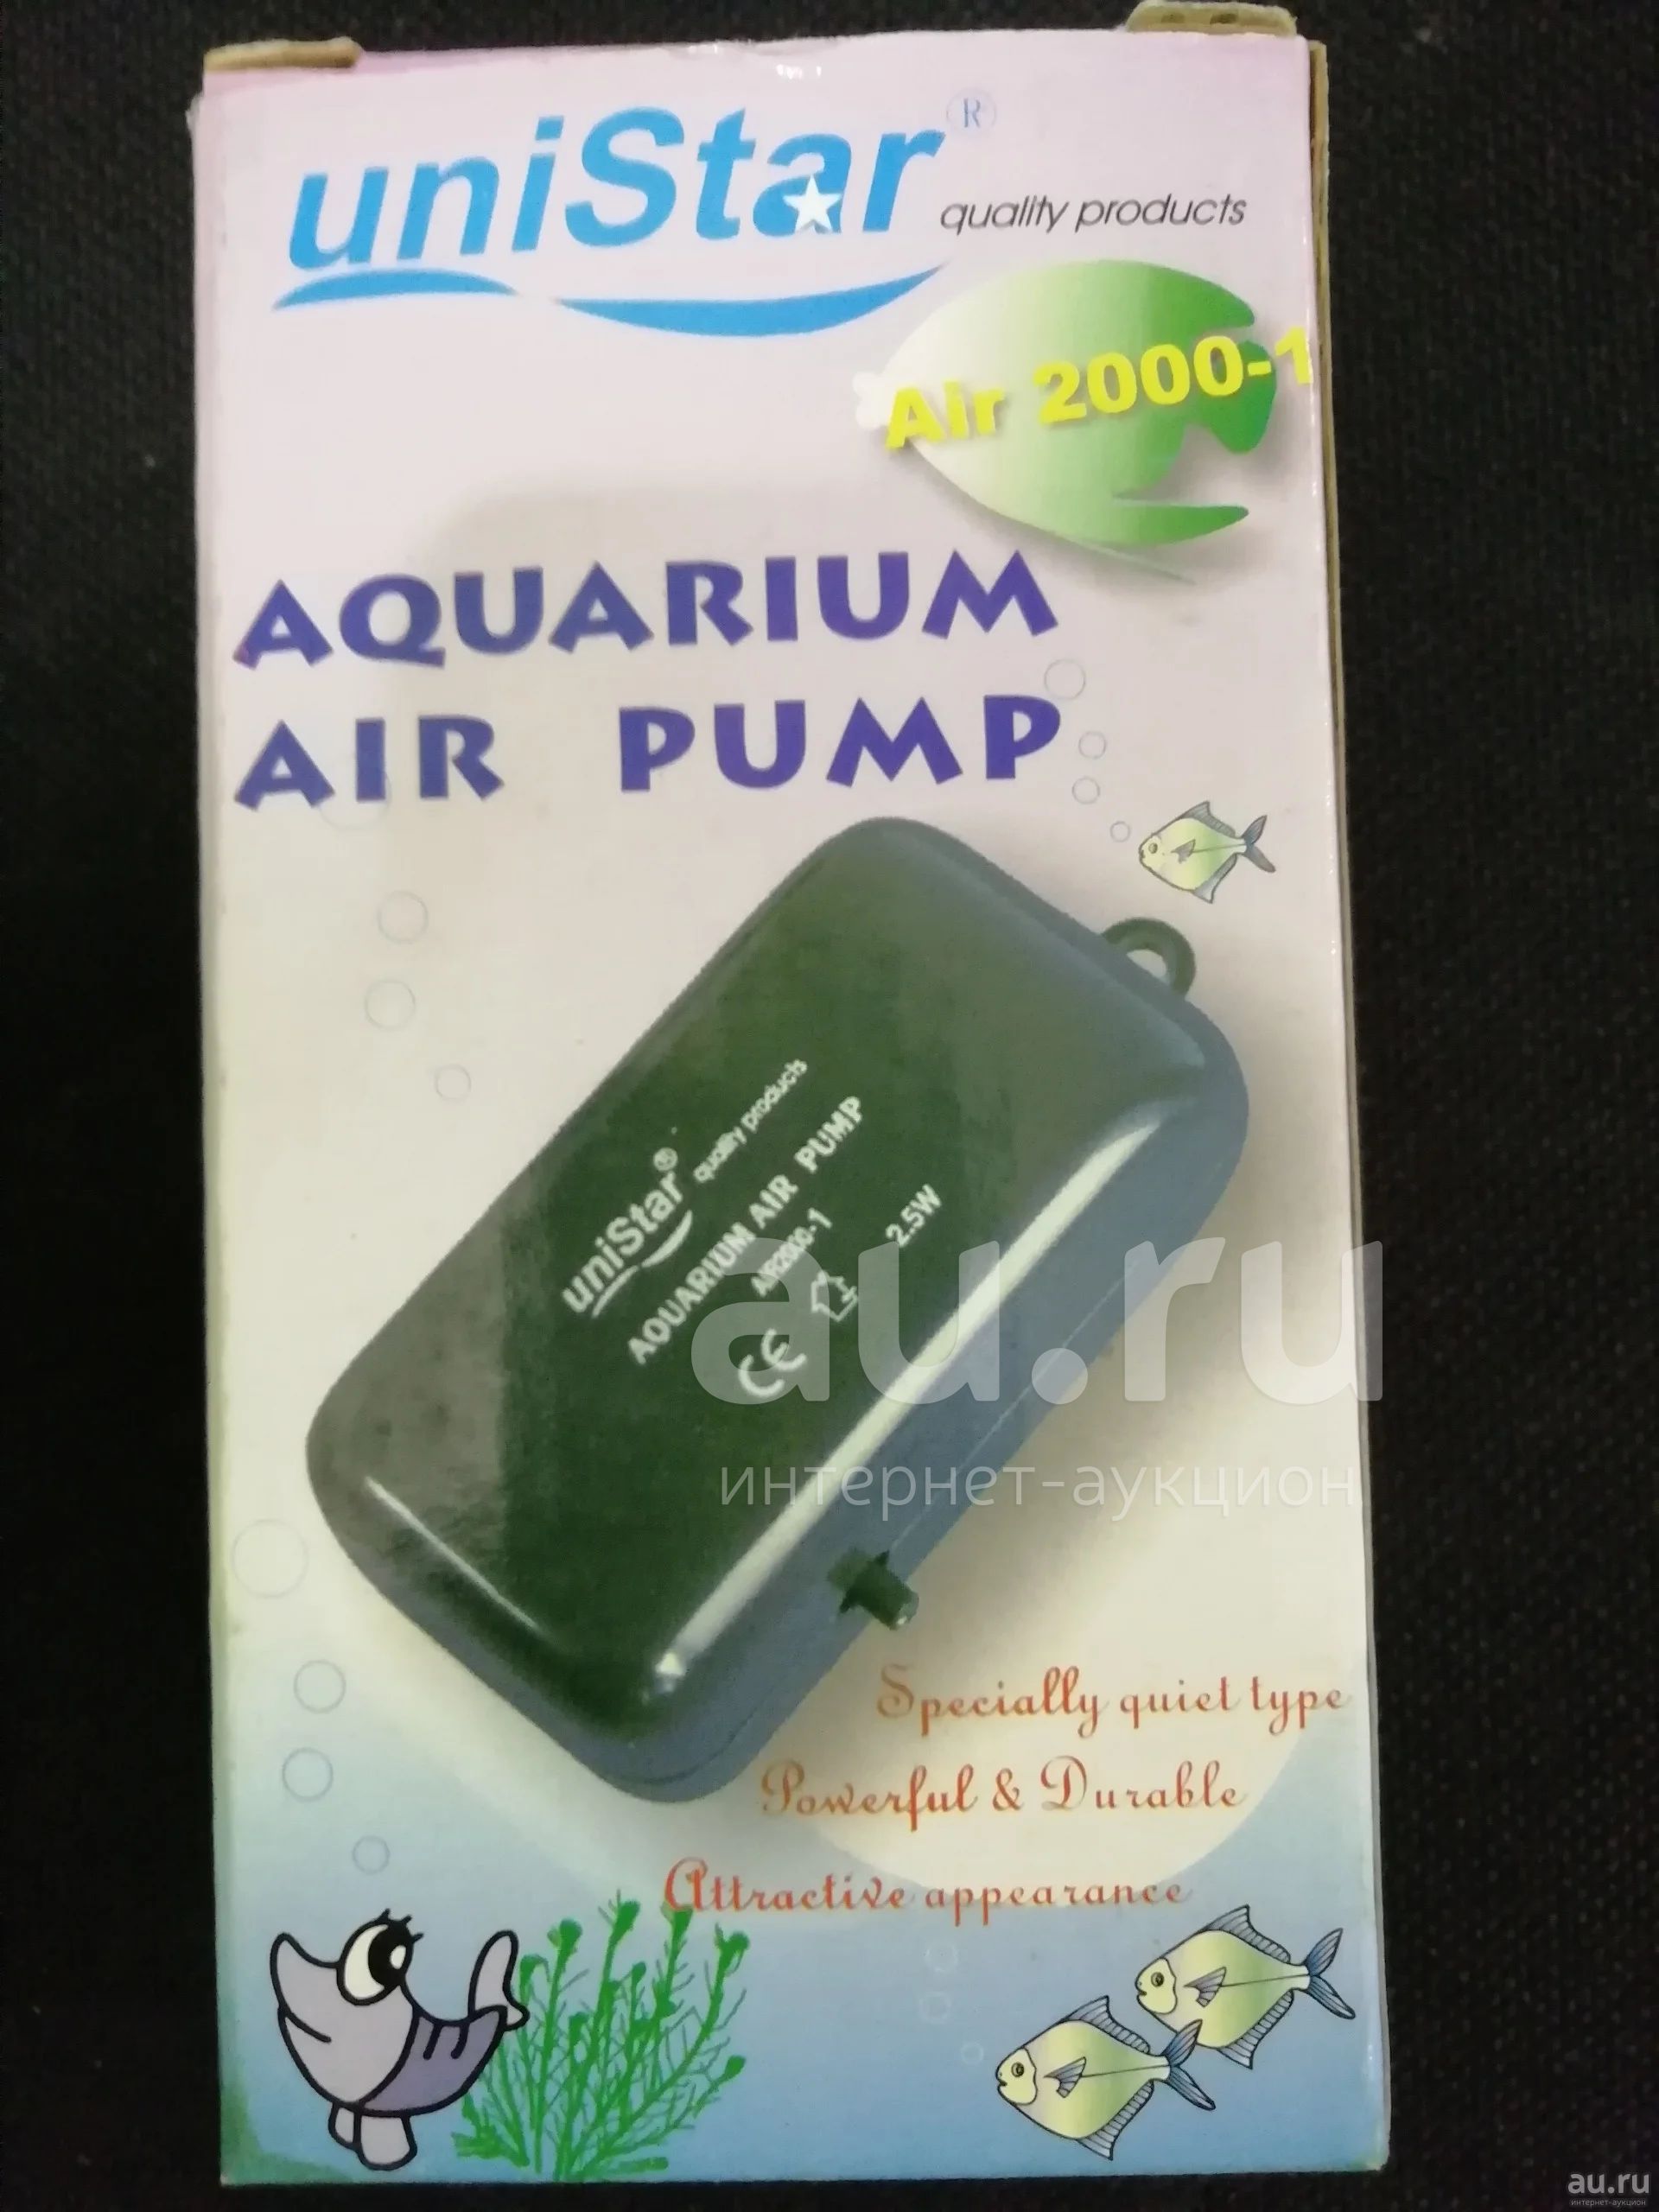 uniStar®
quality products
Air 2000-1
AQUARIUM
AIR PUMP
uniStar® quality products
AQUARIUM AIR PUMP
AIR2000-1
CE 2.5W
au.ru
интернет-аукцион
Specially quiet type
Powerful & Durable
Attractive appearance
au.ru
интернет-аукцион